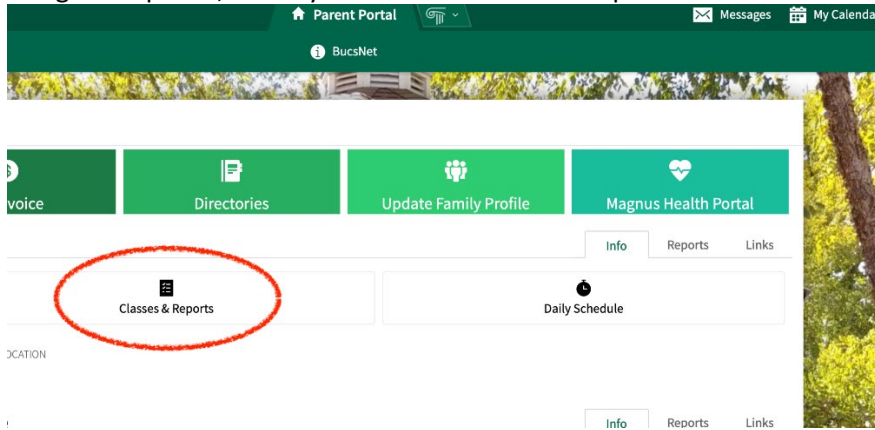 Parent Portal Messages My Calenda
BucsNet
voice Directories Update Family Profile Magnus Health Portal
Info Reports Links
Classes & Reports Daily Schedule
OCATION
Info Reports Links